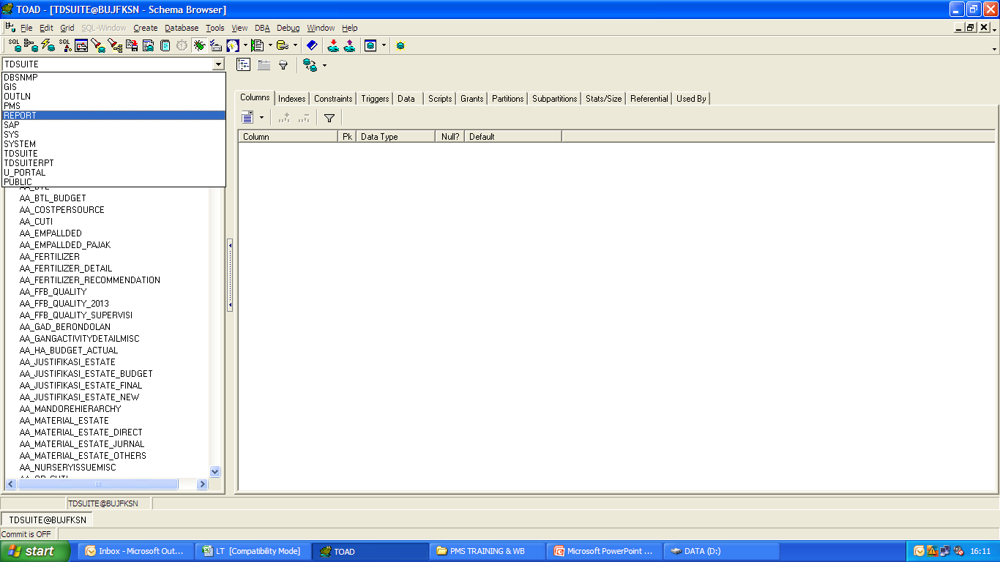 TOAD - [TDSUITE@BUJFKSN - Schema Browser]
File Edit Grid SQL-Window Create Database Tools View DBA Debug Window Help
SQL SQL
TDSUITE
DBSNMP
GIS
OUTLN
PMS
REPORT
SAP
SYS
SYSTEM
TDSUITE
TDSUITERPT
U_PORTAL
PUBLIC
AA_BTL_BUDGET
AA_COSTPERSOURCE
AA_CUTI
AA_EMPALLDED
AA_EMPALLDED_PAJAK
AA_FERTILIZER
AA_FERTILIZER_DETAIL
AA_FERTILIZER_RECOMMENDATION
AA_FFB_QUALITY
AA_FFB_QUALITY_2013
AA_FFB_QUALITY_SUPERVISI
AA_GAD_BERONDOLAN
AA_GANGACTIVITYDETAILMISC
AA_HA_BUDGET_ACTUAL
AA_JUSTIFIKASI_ESTATE
AA_JUSTIFIKASI_ESTATE_BUDGET
AA_JUSTIFIKASI_ESTATE_FINAL
AA_JUSTIFIKASI_ESTATE_NEW
AA_MANDOREHIERARCHY
AA_MATERIAL_ESTATE
AA_MATERIAL_ESTATE_DIRECT
AA_MATERIAL_ESTATE_JURNAL
AA_MATERIAL_ESTATE_OTHERS
AA_NURSERYISSUEMISC
Columns Indexes Constraints Triggers Data Scripts Grants Partitions Subpartitions Stats/Size Referential Used By
Column Pk Data Type Null? Default
TDSUITE@BUJFKSN
TDSUITE@BUJFKSN
Commit is OFF
start Inbox - Microsoft Out... LT [Compatibility Mode] TOAD PMS TRAINING & WB Microsoft PowerPoint ... DATA (D:) 16:11